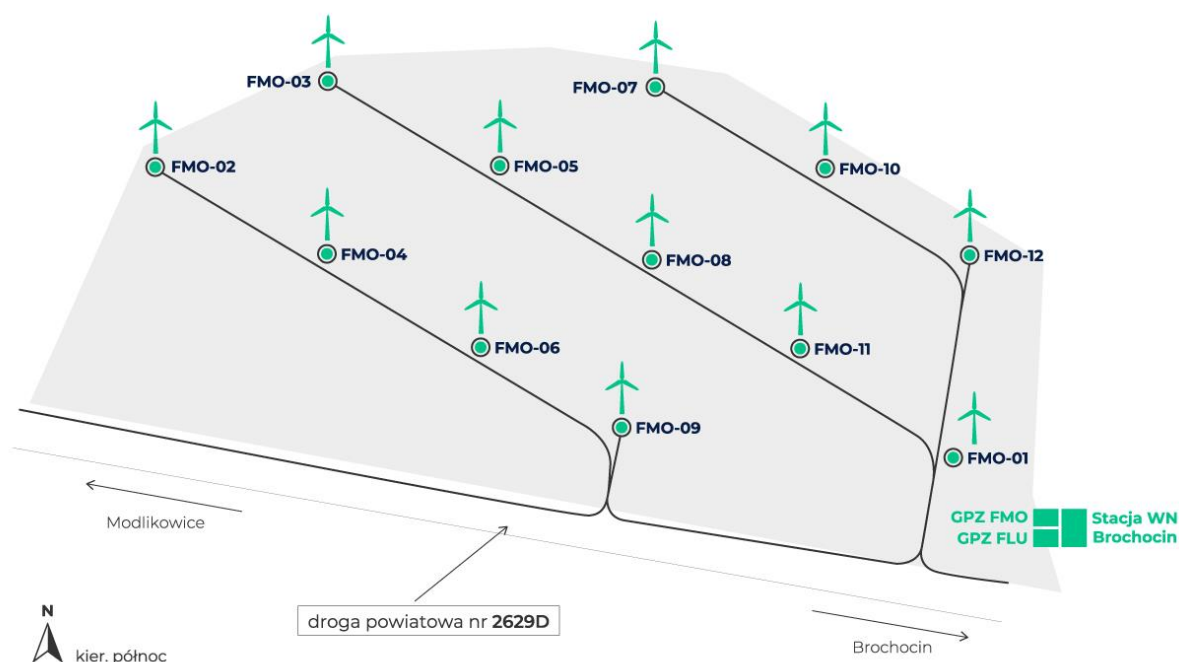 FMO-03
FMO-07
FMO-02
FMO-05
FMO-10
FMO-04
FMO-08
FMO-12
FMO-06
FMO-11
FMO-09
FMO-01
GPZ FMO
GPZ FLU
Stacja WN
Brochocin
Modlikowice
droga powiatowa nr 2629D
Brochocin
N
kier. północ